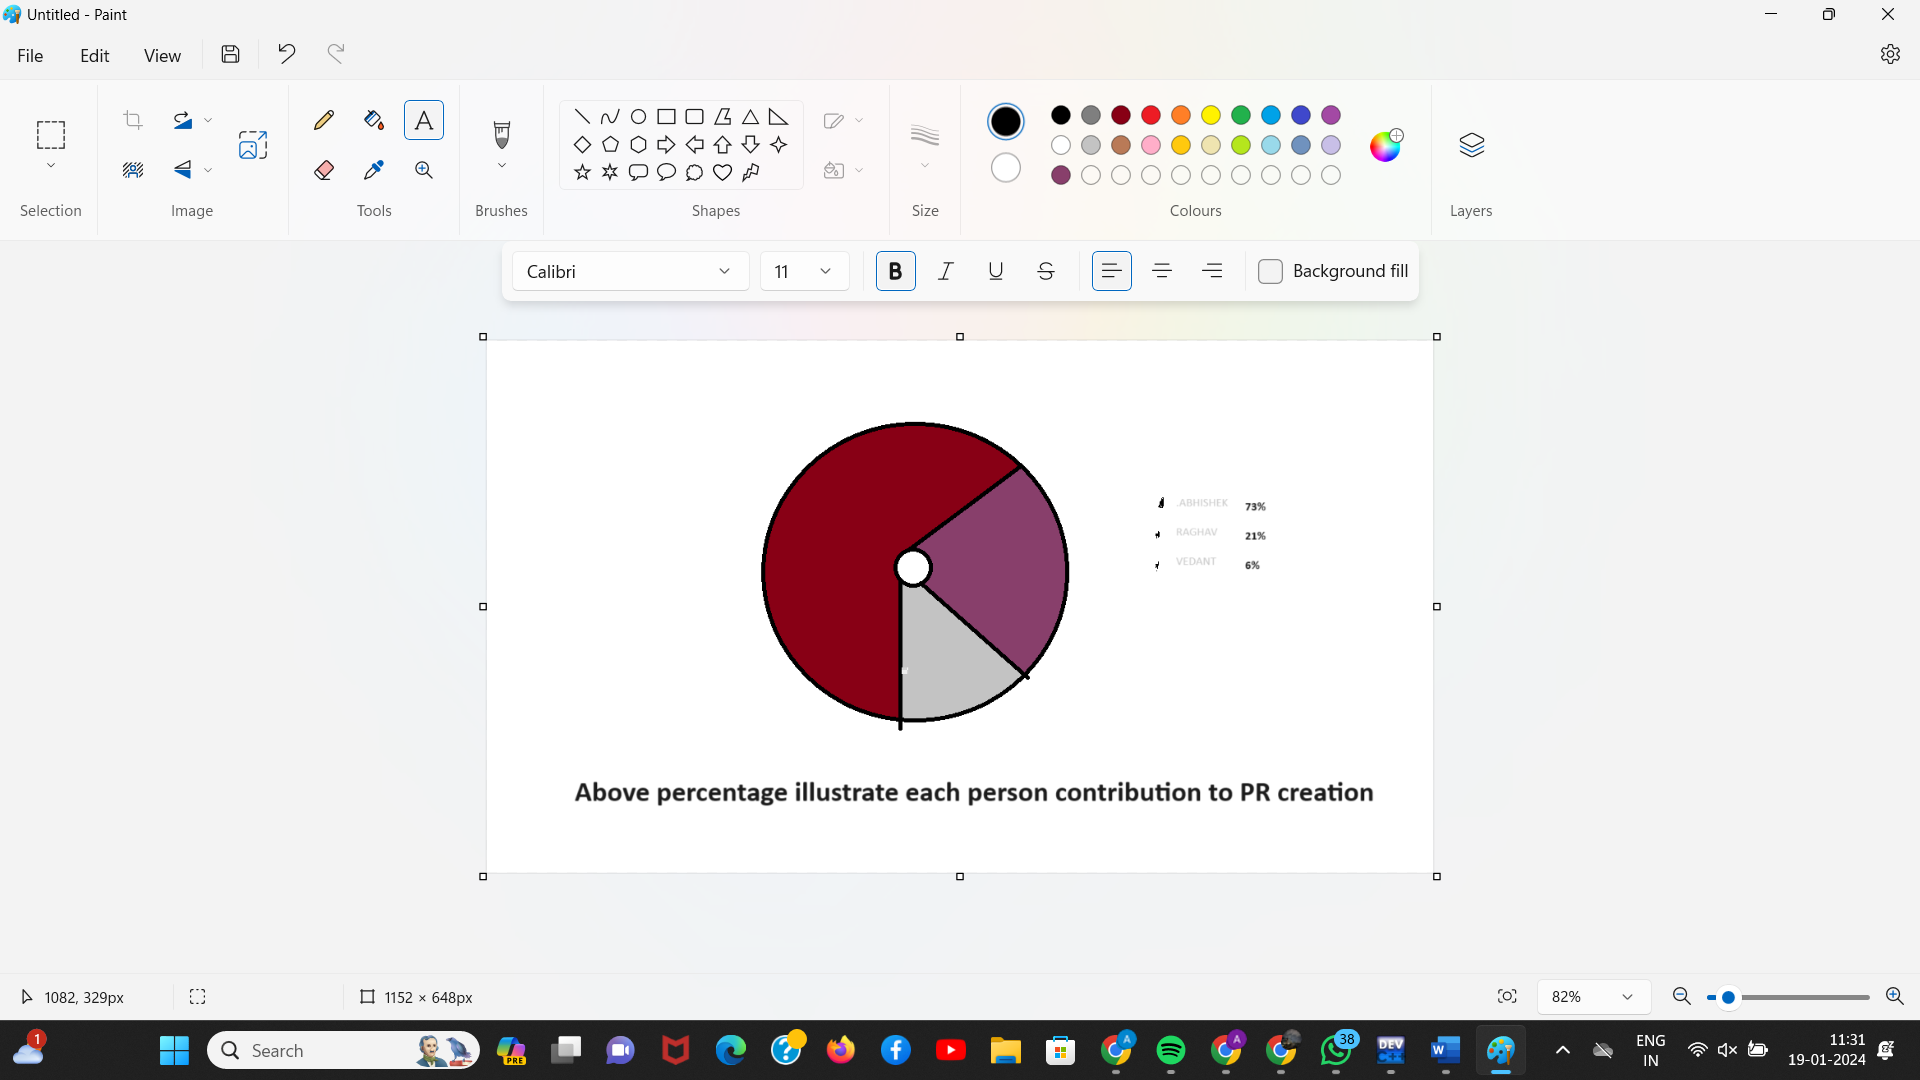 Untitled - Paint
File Edit View
Selection Image Tools Brushes Shapes Size Colours Layers
Calibri 11 B I U S Background fill
.ABHISHEK 73%
RAGHAV 21%
VEDANT 6%
Above percentage illustrate each person contribution to PR creation
1082, 329px 1152 × 648px 82%
1 Search PRE A A 38 DEV C++ W ENG 11:31
IN 19-01-2024